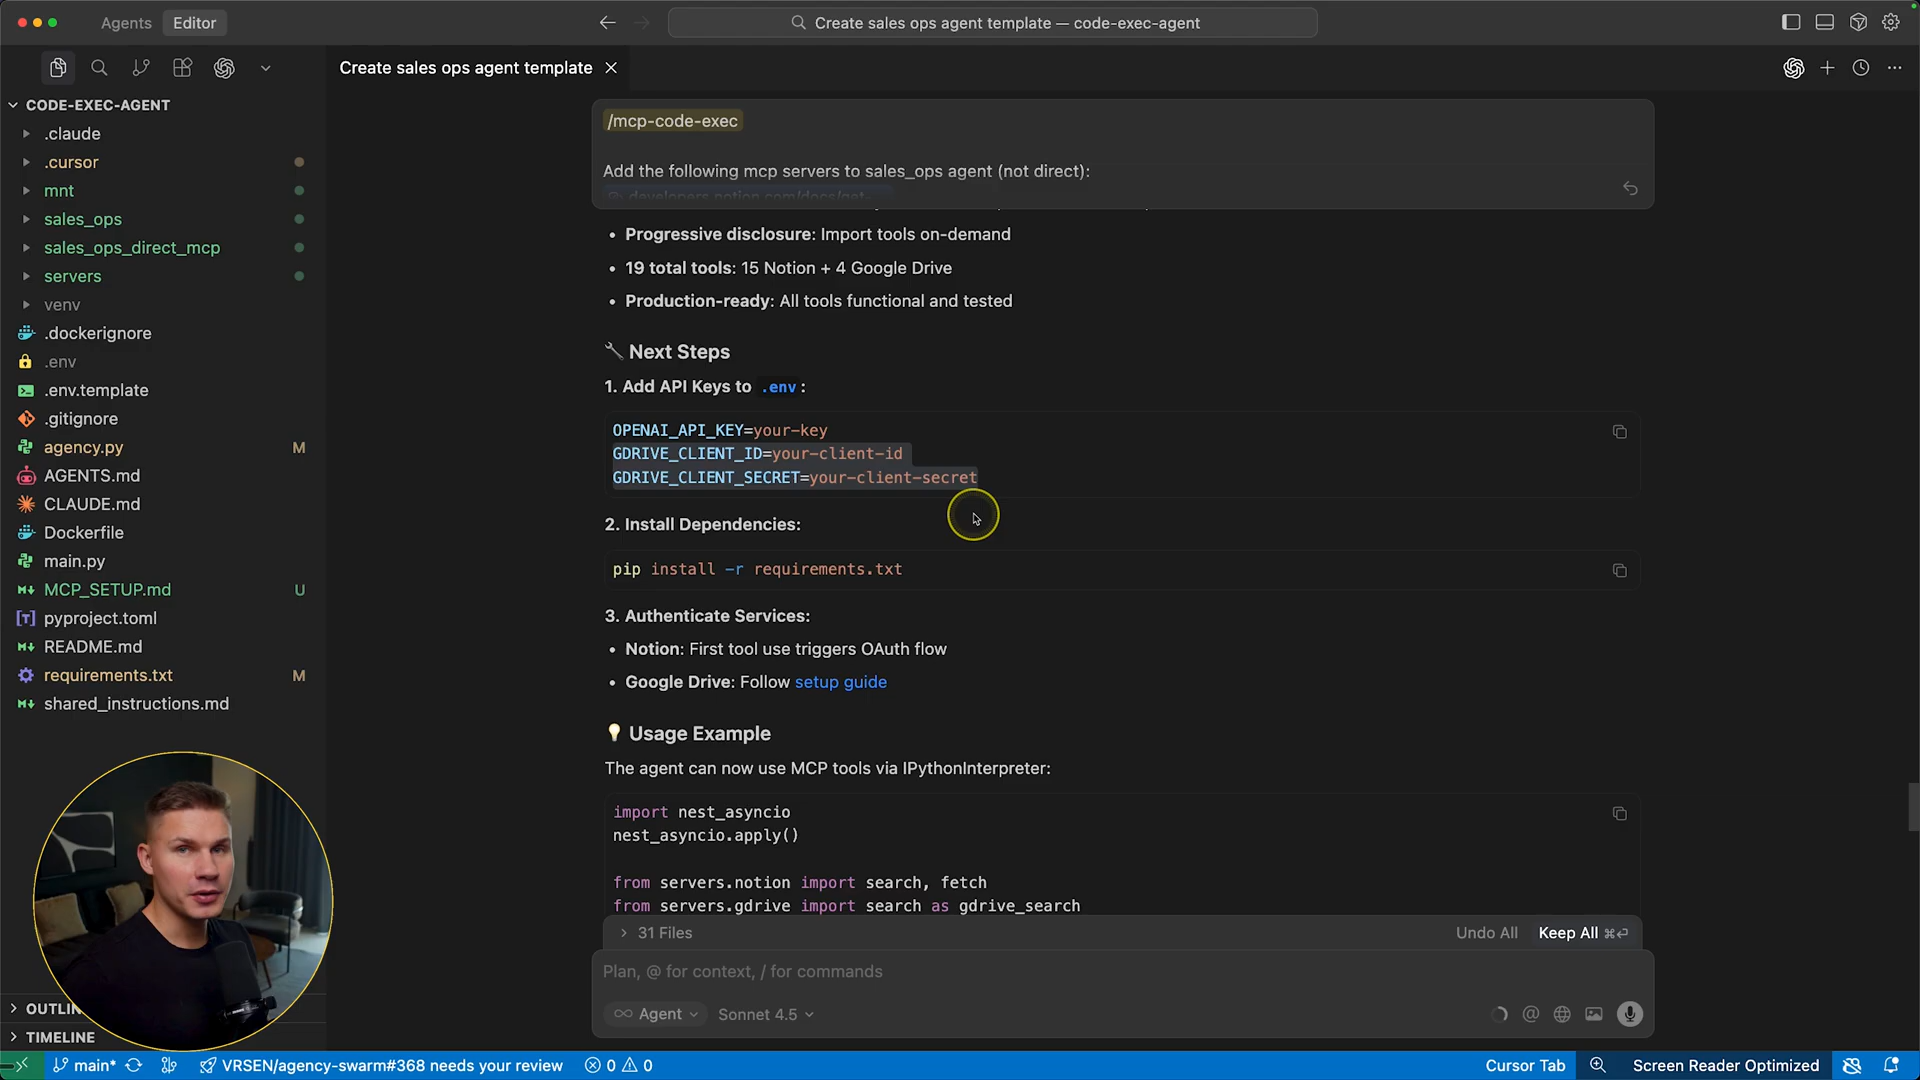 Agents
Editor
Create sales ops agent template — code-exec-agent
Create sales ops agent template
CODE-EXEC-AGENT
.claude
.cursor
mnt
sales_ops
sales_ops_direct_mcp
servers
venv
.dockerignore
.env
.env.template
.gitignore
agency.py M
AGENTS.md
CLAUDE.md
Dockerfile
main.py
MCP_SETUP.md U
pyproject.toml
README.md
requirements.txt M
shared_instructions.md
OUTLIN
TIMELINE
/mcp-code-exec
Add the following mcp servers to sales_ops agent (not direct):
developers.notion.com/docs/get-
• Progressive disclosure: Import tools on-demand
• 19 total tools: 15 Notion + 4 Google Drive
• Production-ready: All tools functional and tested
Next Steps
1. Add API Keys to .env:
OPENAI_API_KEY=your-key
GDRIVE_CLIENT_ID=your-client-id
GDRIVE_CLIENT_SECRET=your-client-secret
2. Install Dependencies:
pip install -r requirements.txt
3. Authenticate Services:
• Notion: First tool use triggers OAuth flow
• Google Drive: Follow setup guide
Usage Example
The agent can now use MCP tools via IPythonInterpreter:
import nest_asyncio
nest_asyncio.apply()
from servers.notion import search, fetch
from servers.gdrive import search as gdrive_search
31 Files
Undo All
Keep All ⌘⏎
Plan, @ for context, / for commands
∞ Agent
Sonnet 4.5
main*
VRSEN/agency-swarm#368 needs your review
0
0
Cursor Tab
Screen Reader Optimized